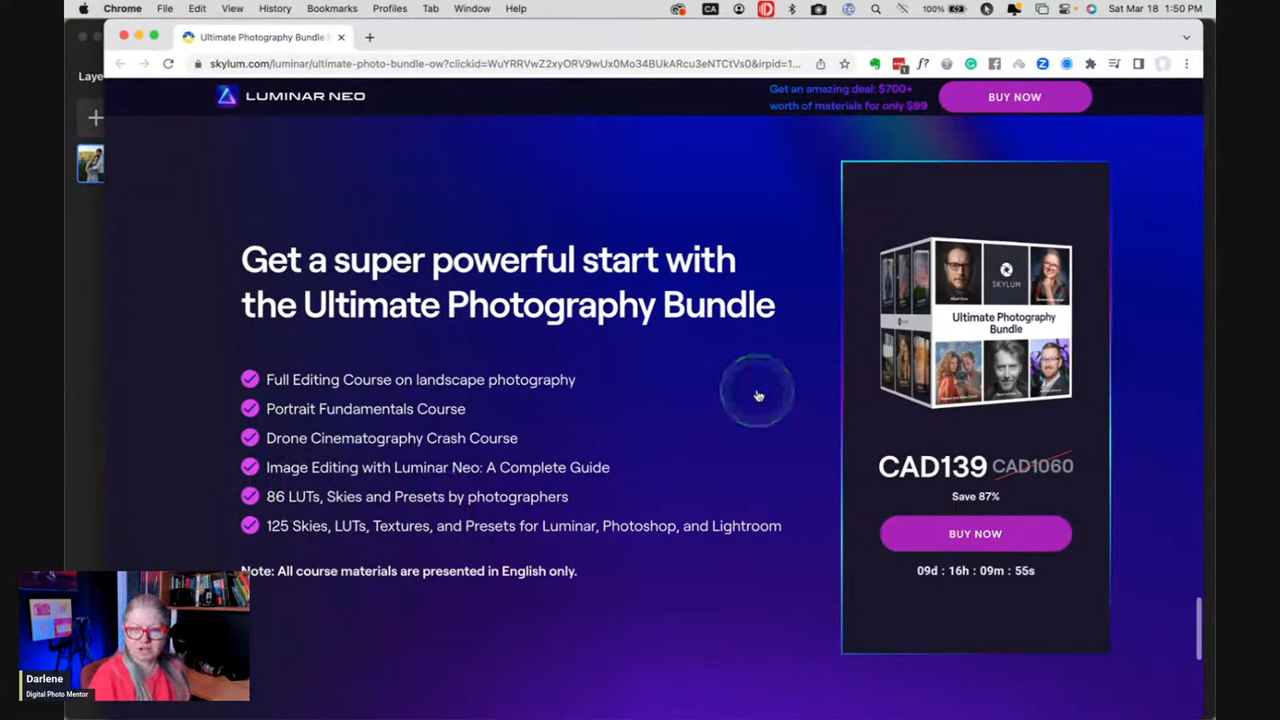 Chrome File Edit View History Bookmarks Profiles Tab Window Help CA 100% Sat Mar 18 1:50 PM
Ultimate Photography Bundle
Laye
skylum.com/luminar/ultimate-photo-bundle-ow?clickid=WuYRRVwZ2xyORV9wUx0Mo34BUkARcu3eNTCtVs0&irpid=1...
LUMINAR NEO
Get an amazing deal: $700+
worth of materials for only $99
BUY NOW
Get a super powerful start with
the Ultimate Photography Bundle
Full Editing Course on landscape photography
Portrait Fundamentals Course
Drone Cinematography Crash Course
Image Editing with Luminar Neo: A Complete Guide
86 LUTs, Skies and Presets by photographers
125 Skies, LUTs, Textures, and Presets for Luminar, Photoshop, and Lightroom
Note: All course materials are presented in English only.
SKYLUM
Ultimate Photography
Bundle
CAD139 CAD1060
Save 87%
BUY NOW
09d : 16h : 09m : 55s
Darlene
Digital Photo Mentor